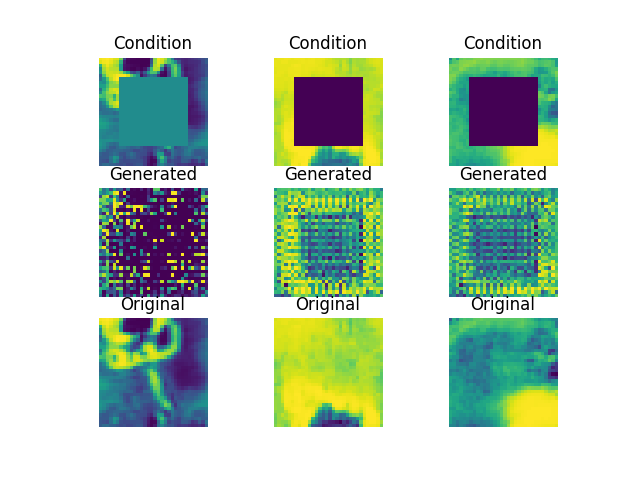 Condition Condition Condition
Generated Generated Generated
Original Original Original